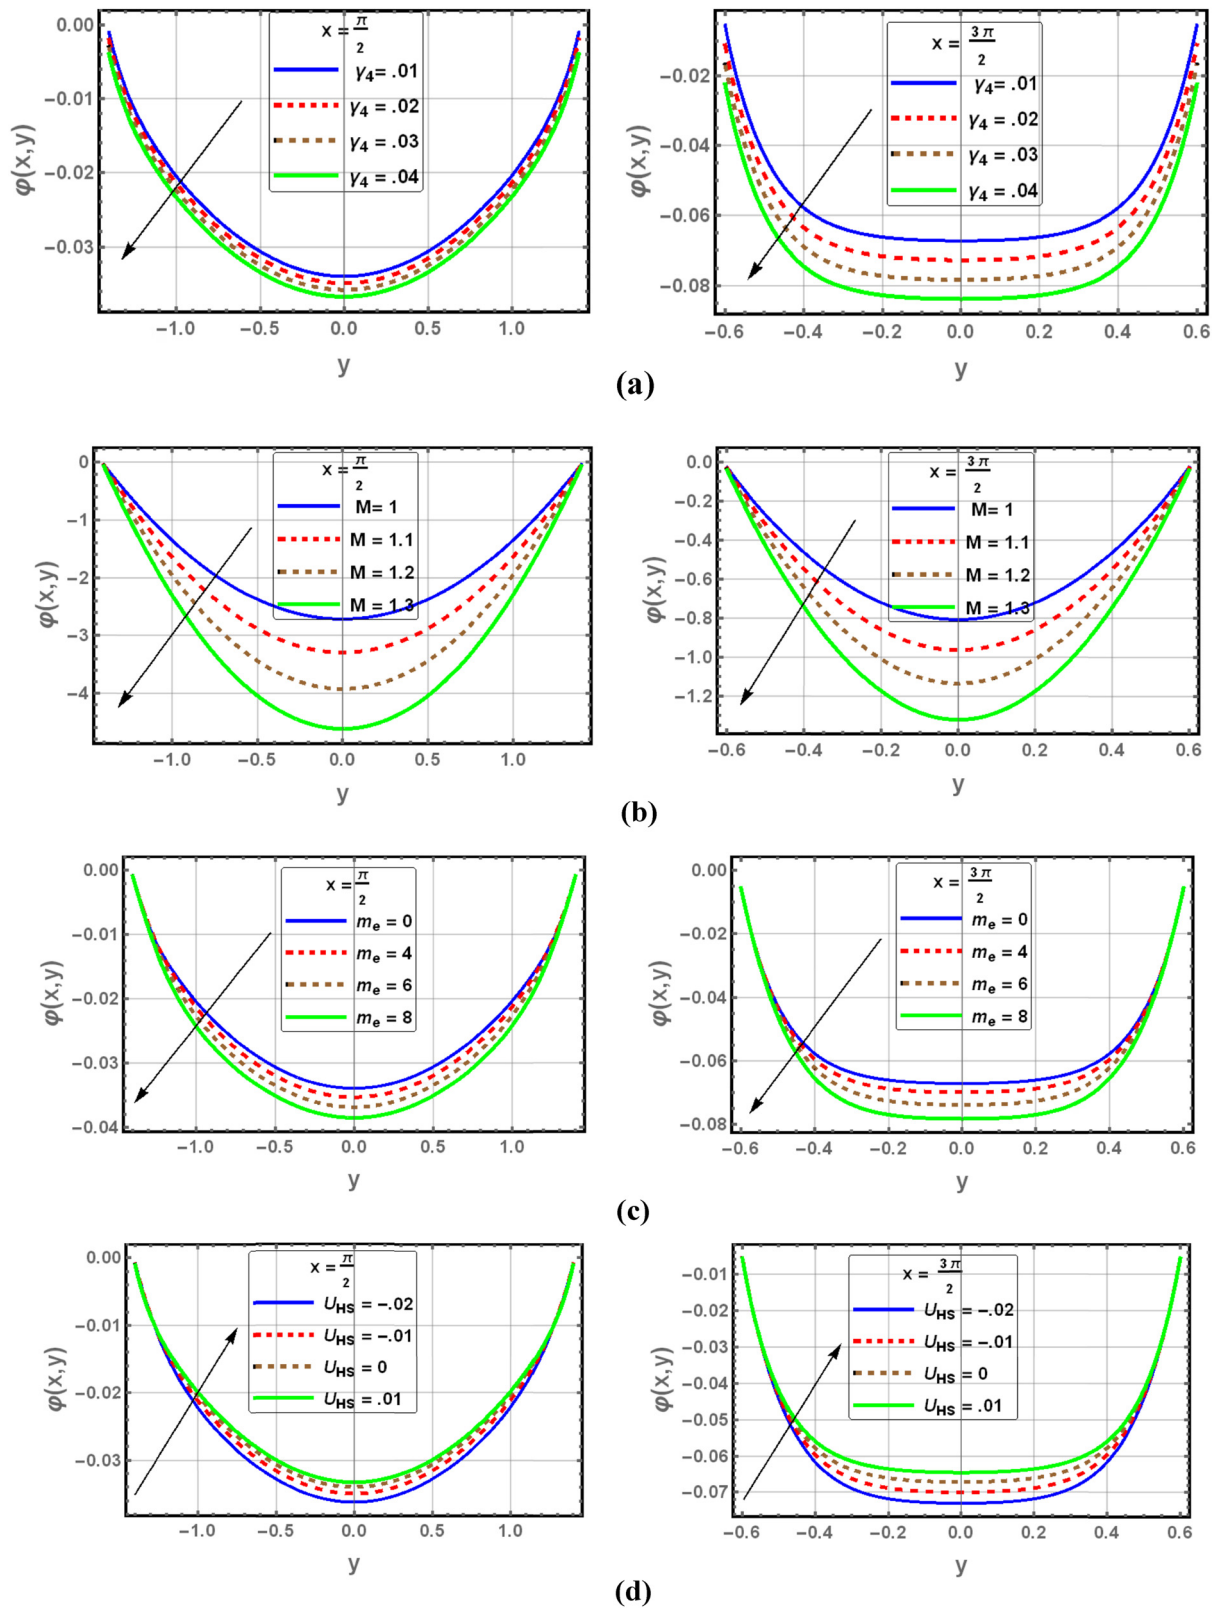 x = π/2
γ4= .01
γ4 = .02
γ4 = .03
γ4 = .04
0.00
−0.01
−0.02
−0.03
φ(x,y)
−1.0 −0.5 0.0 0.5 1.0
y
x = 3π/2
γ4= .01
γ4 = .02
γ4 = .03
γ4 = .04
−0.02
−0.04
−0.06
−0.08
φ(x,y)
−0.6 −0.4 −0.2 0.0 0.2 0.4 0.6
y
(a)
x = π/2
M= 1
M = 1.1
M = 1.2
M = 1.3
0
−1
−2
−3
−4
φ(x,y)
−1.0 −0.5 0.0 0.5 1.0
y
x = 3π/2
M= 1
M = 1.1
M = 1.2
M = 1.3
0.0
−0.2
−0.4
−0.6
−0.8
−1.0
−1.2
φ(x,y)
−0.6 −0.4 −0.2 0.0 0.2 0.4 0.6
y
(b)
x = π/2
me = 0
me = 4
me = 6
me = 8
0.00
−0.01
−0.02
−0.03
−0.04
φ(x,y)
−1.0 −0.5 0.0 0.5 1.0
y
x = 3π/2
me = 0
me = 4
me = 6
me = 8
0.00
−0.02
−0.04
−0.06
−0.08
φ(x,y)
−0.6 −0.4 −0.2 0.0 0.2 0.4 0.6
y
(c)
x = π/2
UHS = −.02
UHS = −.01
UHS = 0
UHS = .01
0.00
−0.01
−0.02
−0.03
φ(x,y)
−1.0 −0.5 0.0 0.5 1.0
y
x = 3π/2
UHS = −.02
UHS = −.01
UHS = 0
UHS = .01
−0.01
−0.02
−0.03
−0.04
−0.05
−0.06
−0.07
φ(x,y)
−0.6 −0.4 −0.2 0.0 0.2 0.4 0.6
y
(d)